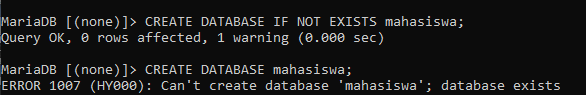 MariaDB [(none)]> CREATE DATABASE IF NOT EXISTS mahasiswa;
Query OK, 0 rows affected, 1 warning (0.000 sec)
MariaDB [(none)]> CREATE DATABASE mahasiswa;
ERROR 1007 (HY000): Can't create database 'mahasiswa'; database exists